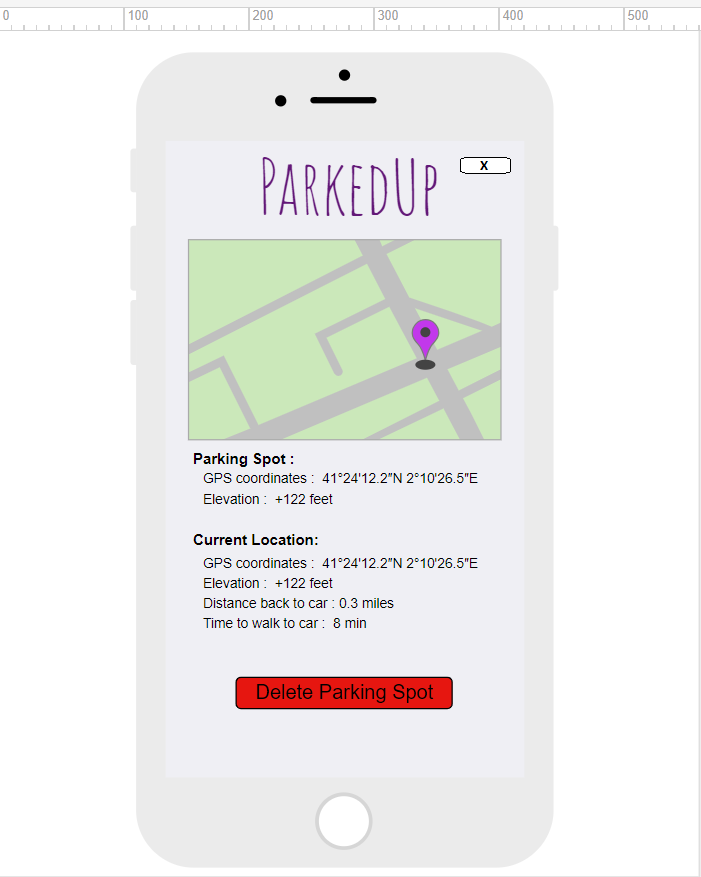 0 100 200 300 400 500
ParkedUp
X
Parking Spot :
GPS coordinates : 41°24'12.2″N 2°10'26.5″E
Elevation : +122 feet
Current Location:
GPS coordinates : 41°24'12.2″N 2°10'26.5″E
Elevation : +122 feet
Distance back to car : 0.3 miles
Time to walk to car : 8 min
Delete Parking Spot